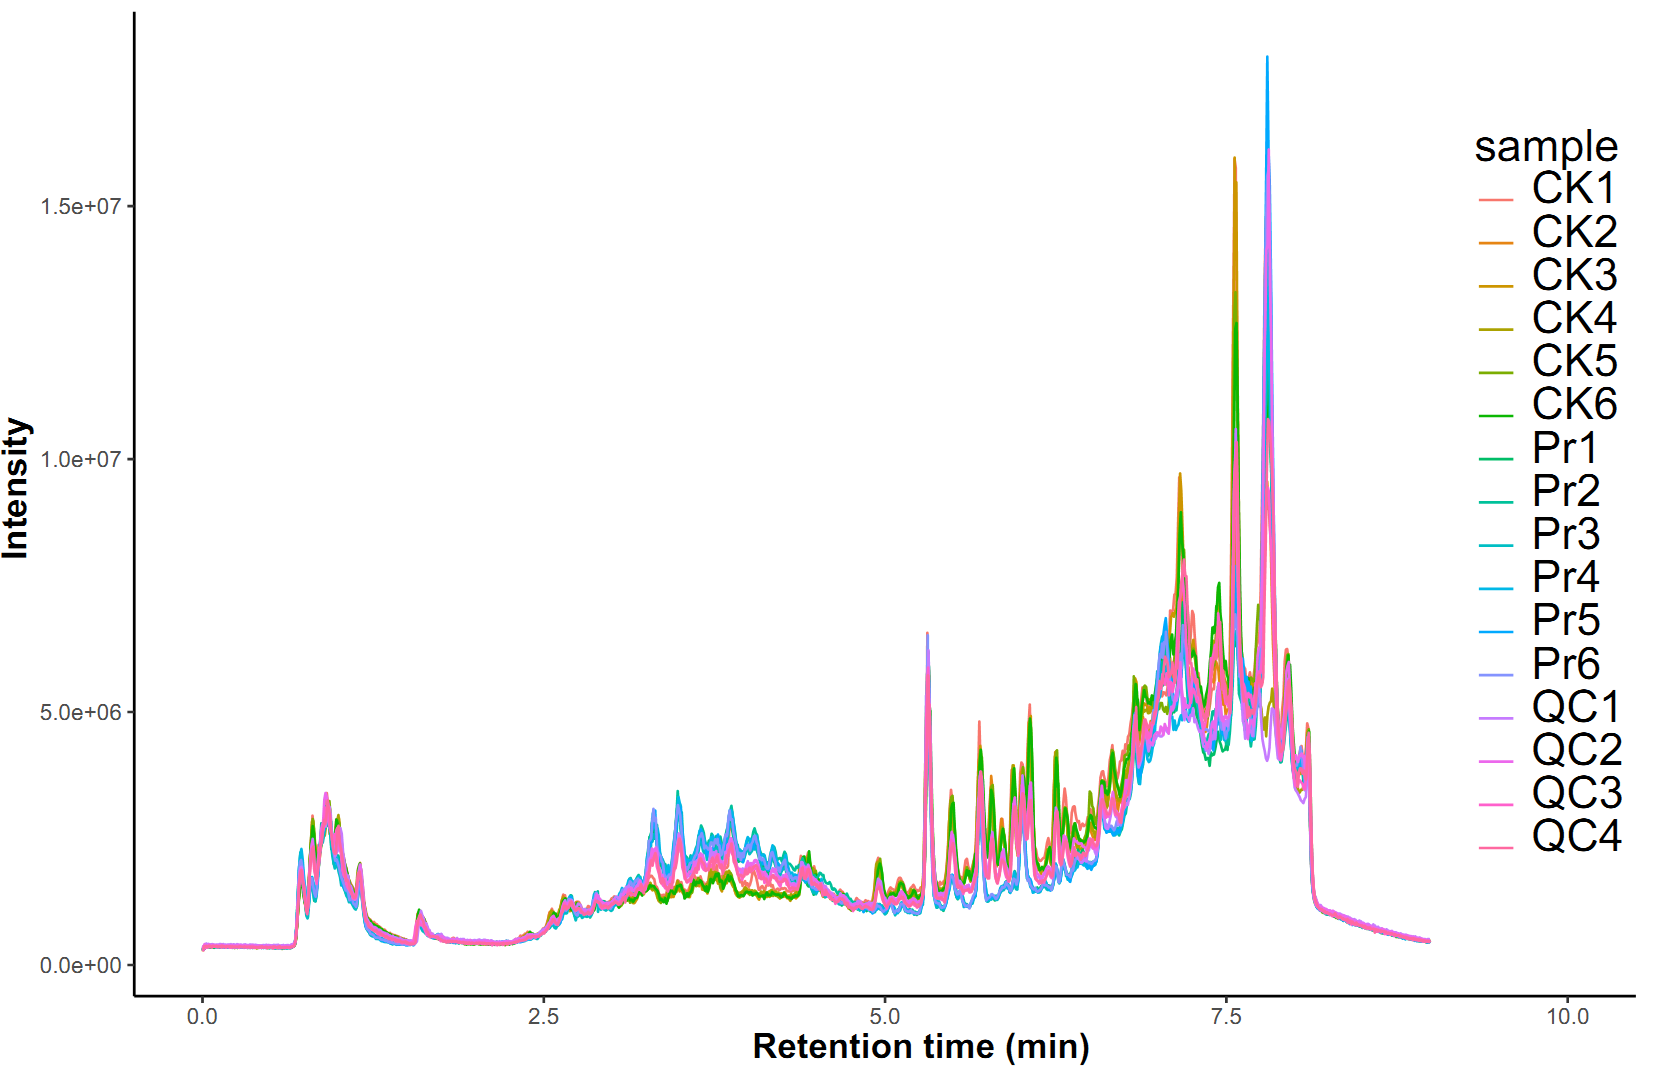 sample
CK1
CK2
CK3
CK4
CK5
CK6
Pr1
Pr2
Pr3
Pr4
Pr5
Pr6
QC1
QC2
QC3
QC4
Intensity
1.5e+07
1.0e+07
5.0e+06
0.0e+00
0.0
2.5
5.0
7.5
10.0
Retention time (min)